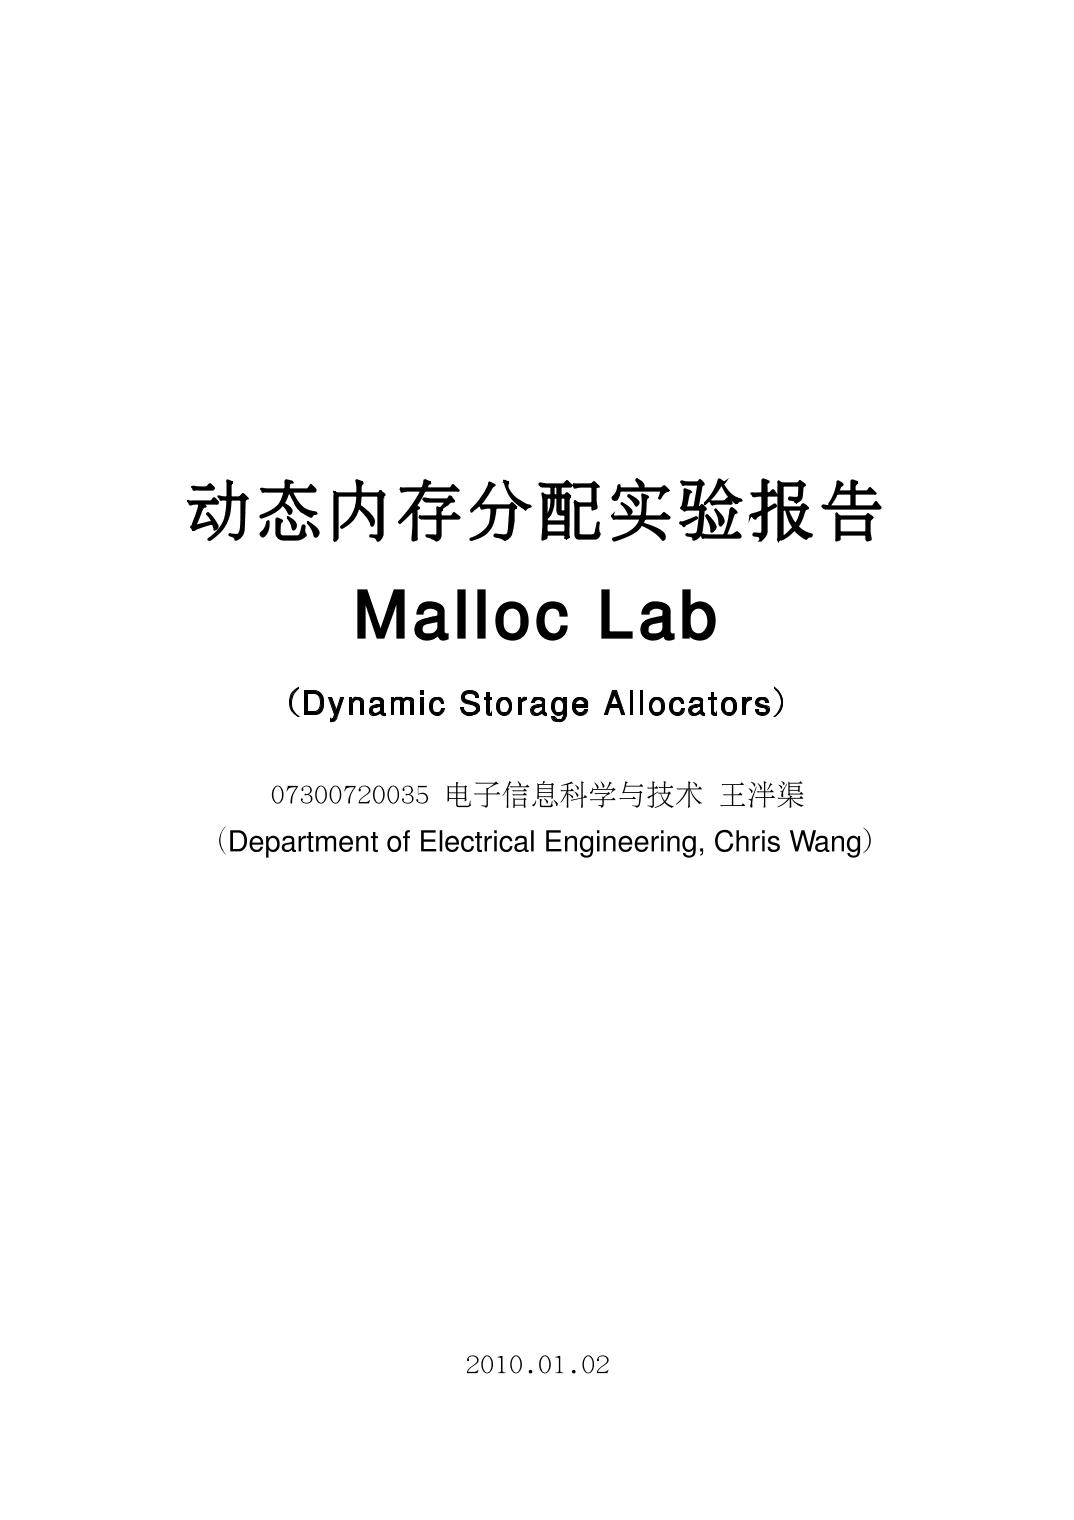 动态内存分配实验报告
Malloc Lab
（Dynamic Storage Allocators）
07300720035 电子信息科学与技术 王泮渠
（Department of Electrical Engineering, Chris Wang）
2010.01.02